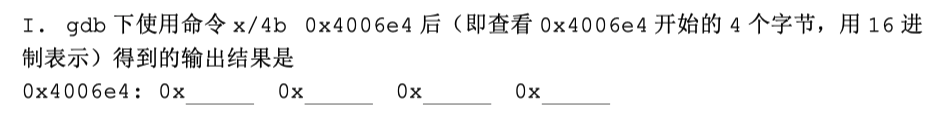 I. gdb 下使用命令 x/4b 0x4006e4 后（即查看 0x4006e4 开始的 4 个字节，用 16 进
制表示）得到的输出结果是
0x4006e4: 0x______ 0x______ 0x______ 0x______